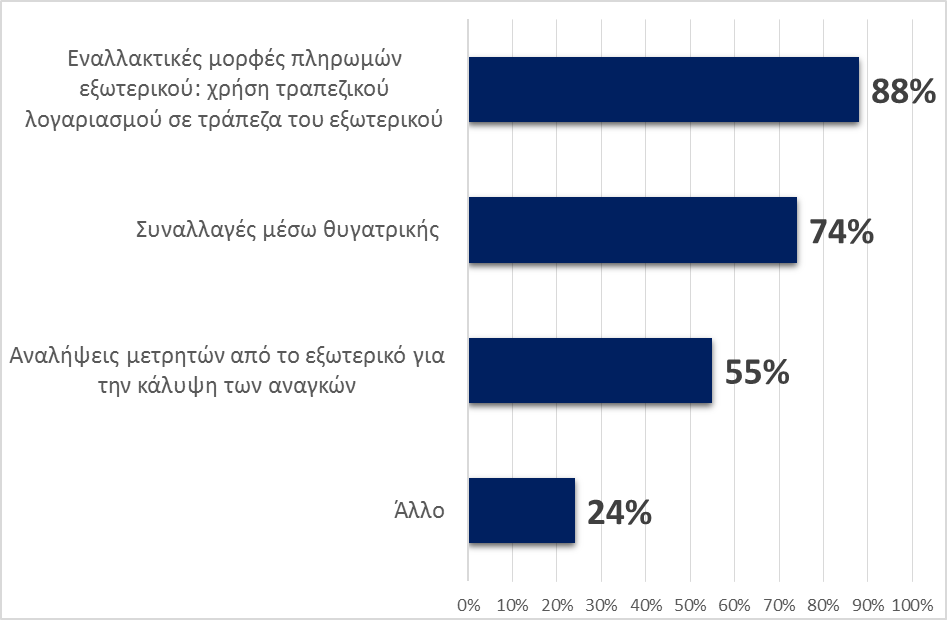 Εναλλακτικές μορφές πληρωμών
εξωτερικού: χρήση τραπεζικού
λογαριασμού σε τράπεζα του εξωτερικού
88%
Συναλλαγές μέσω θυγατρικής
74%
Αναλήψεις μετρητών από το εξωτερικό για
την κάλυψη των αναγκών
55%
Άλλο
24%
0% 10% 20% 30% 40% 50% 60% 70% 80% 90% 100%